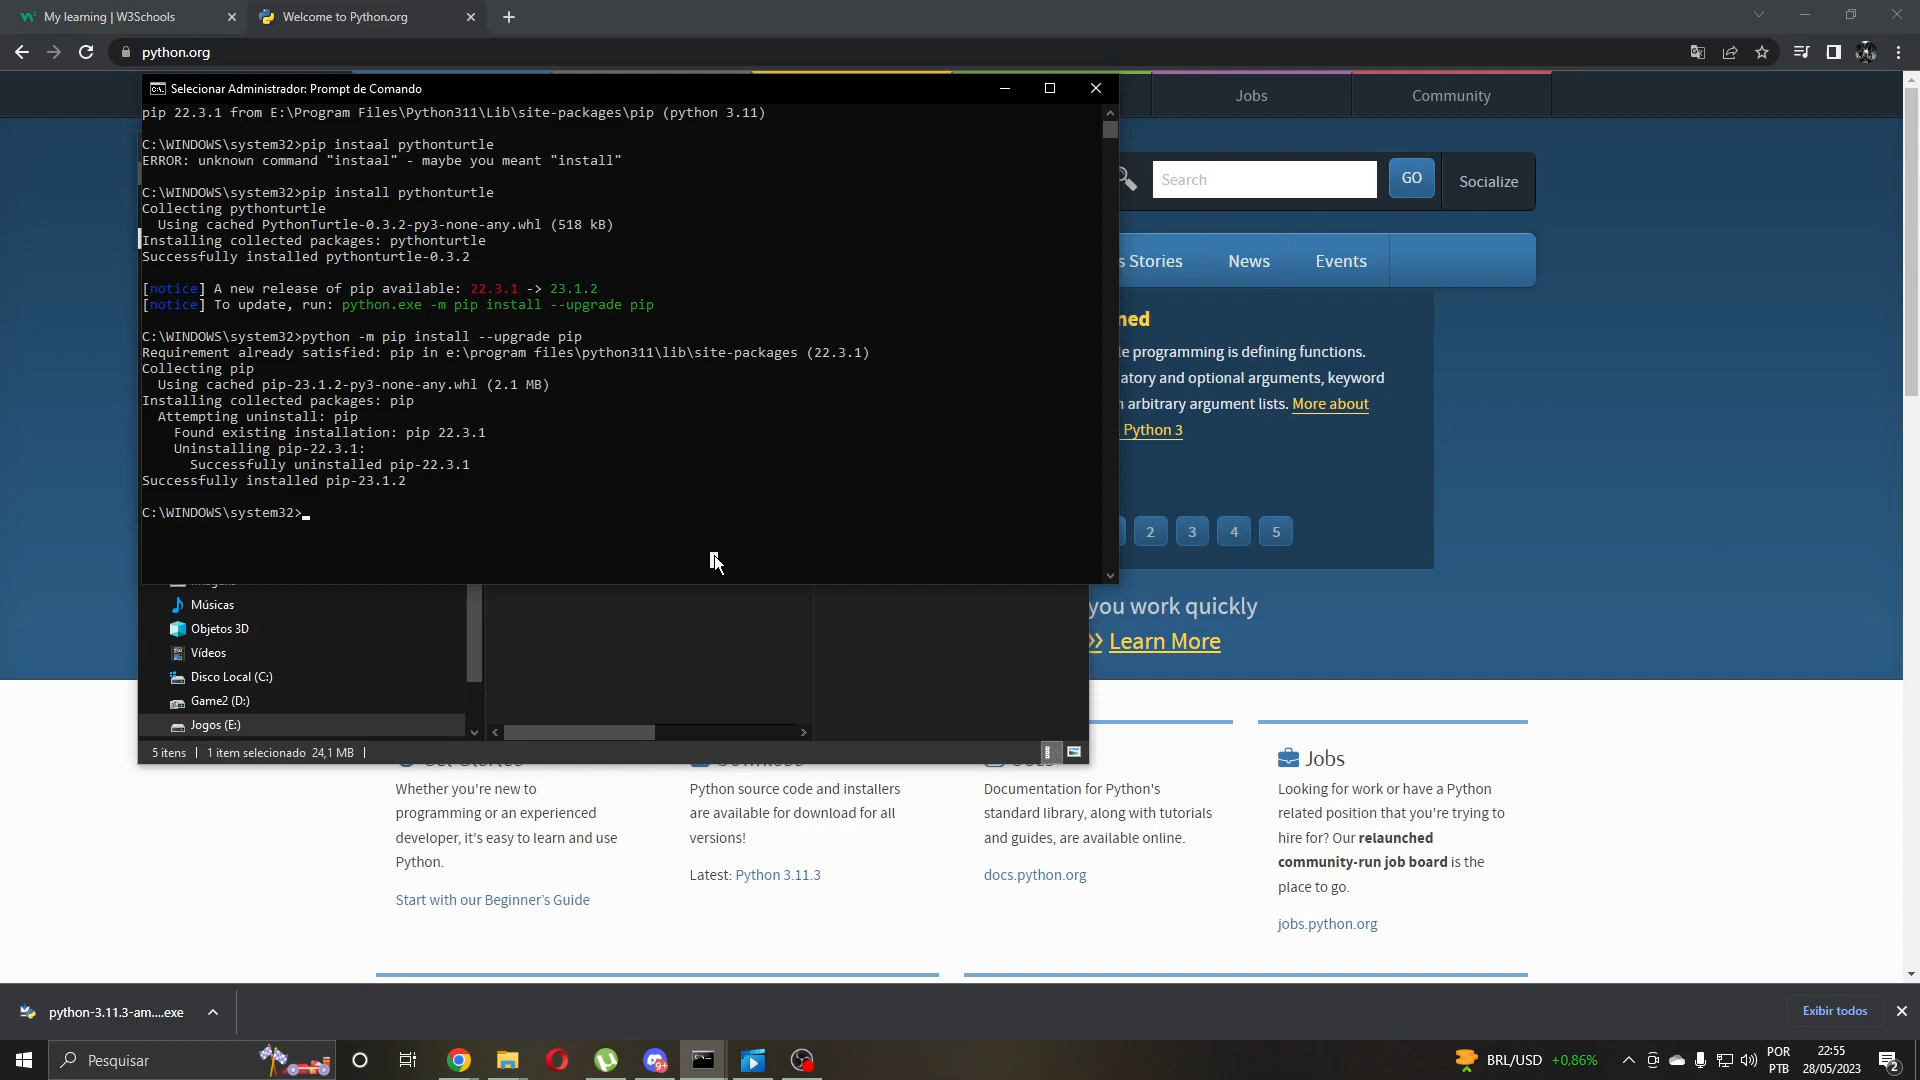 My learning | W3Schools
Welcome to Python.org
python.org
Selecionar Administrador: Prompt de Comando
pip 22.3.1 from E:\Program Files\Python311\Lib\site-packages\pip (python 3.11)
C:\WINDOWS\system32>pip instaal pythonturtle
ERROR: unknown command "instaal" - maybe you meant "install"
C:\WINDOWS\system32>pip install pythonturtle
Collecting pythonturtle
Using cached PythonTurtle-0.3.2-py3-none-any.whl (518 kB)
Installing collected packages: pythonturtle
Successfully installed pythonturtle-0.3.2
[notice] A new release of pip available: 22.3.1 -> 23.1.2
[notice] To update, run: python.exe -m pip install --upgrade pip
C:\WINDOWS\system32>python -m pip install --upgrade pip
Requirement already satisfied: pip in e:\program files\python311\lib\site-packages (22.3.1)
Collecting pip
Using cached pip-23.1.2-py3-none-any.whl (2.1 MB)
Installing collected packages: pip
Attempting uninstall: pip
Found existing installation: pip 22.3.1
Uninstalling pip-22.3.1:
Successfully uninstalled pip-22.3.1
Successfully installed pip-23.1.2
C:\WINDOWS\system32>
Jobs
Community
Search
GO
Socialize
s Stories
News
Events
ned
le programming is defining functions.
atory and optional arguments, keyword
arbitrary argument lists. More about
Python 3
2
3
4
5
you work quickly
>> Learn More
Músicas
Objetos 3D
Vídeos
Disco Local (C:)
Game2 (D:)
Jogos (E:)
5 itens
1 item selecionado 24,1 MB
Whether you're new to
programming or an experienced
developer, it's easy to learn and use
Python.
Start with our Beginner’s Guide
Python source code and installers
are available for download for all
versions!
Latest: Python 3.11.3
Documentation for Python's
standard library, along with tutorials
and guides, are available online.
docs.python.org
Jobs
Looking for work or have a Python
related position that you're trying to
hire for? Our relaunched
community-run job board is the
place to go.
jobs.python.org
python-3.11.3-am....exe
Exibir todos
Pesquisar
9+
BRL/USD +0,86%
POR
PTB
22:55
28/05/2023
2